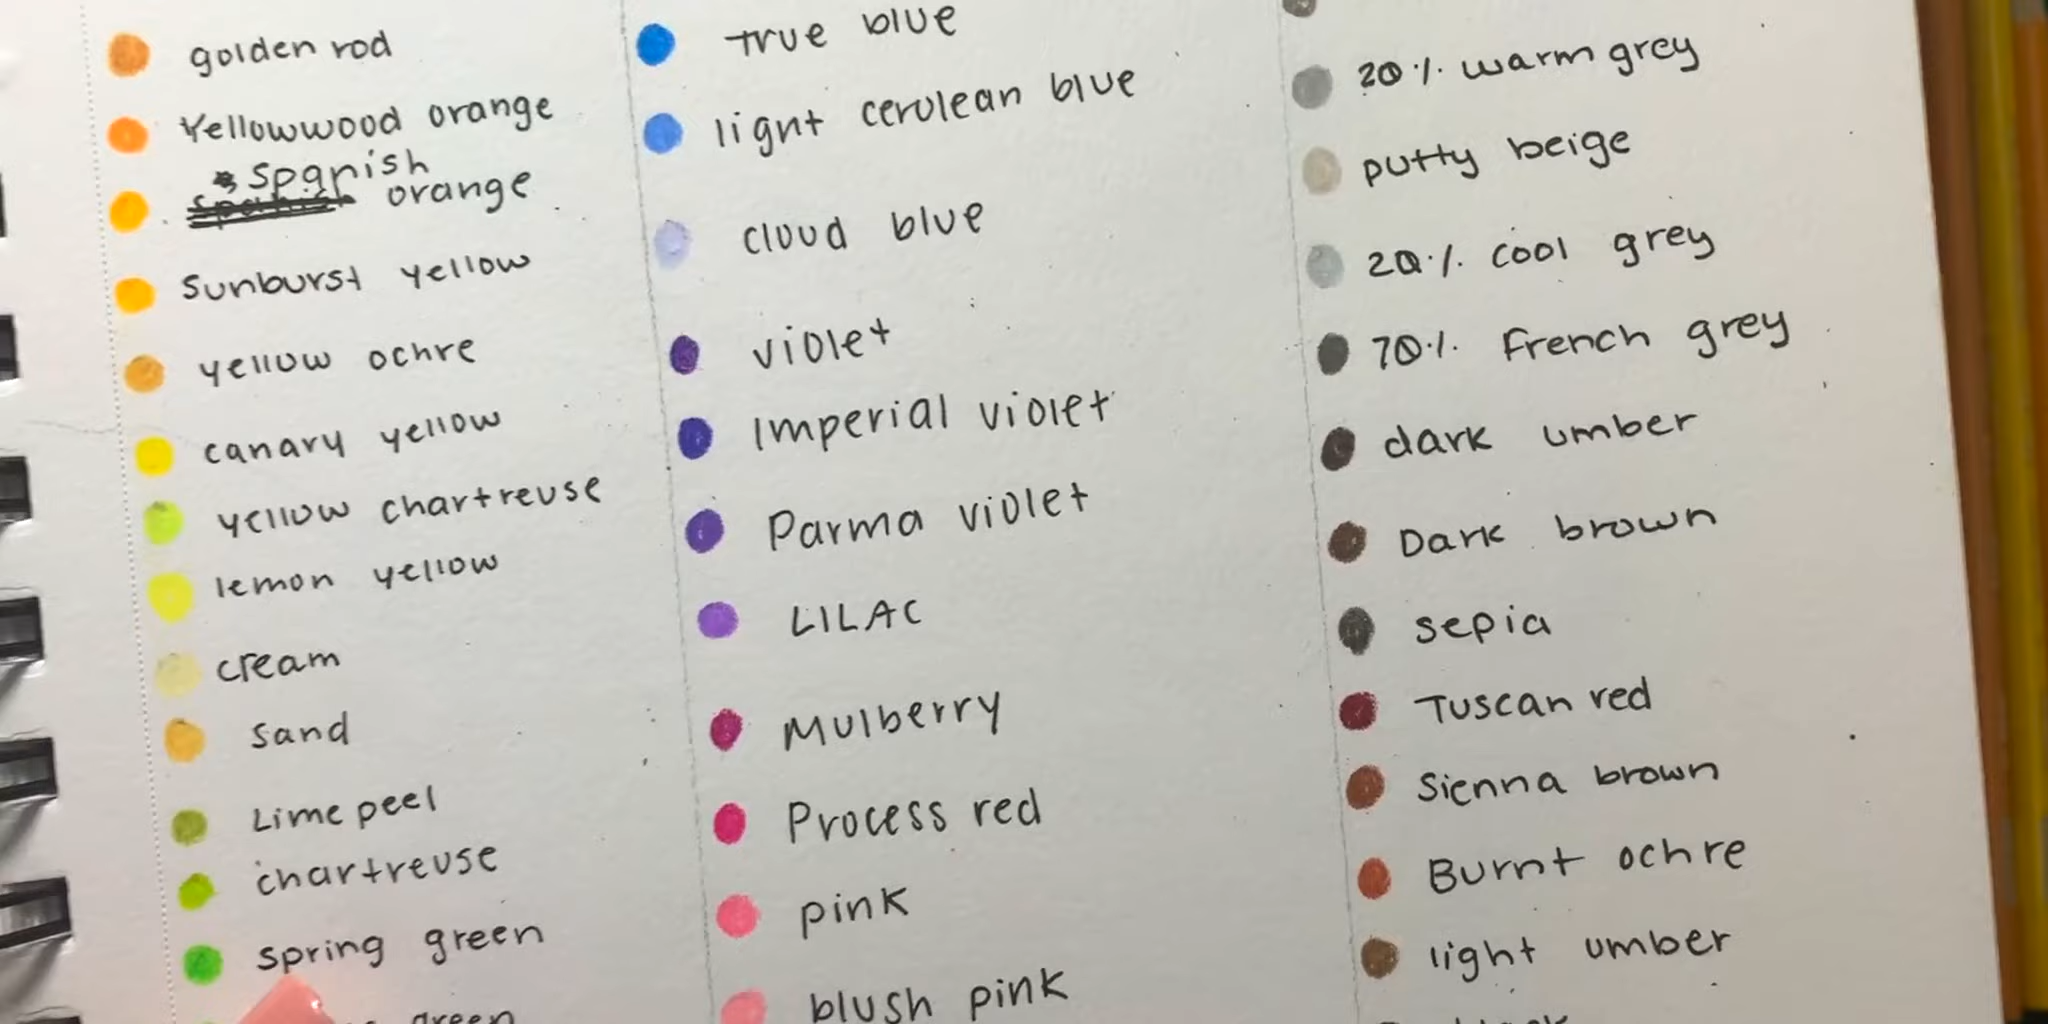 golden rod
Yellowwood orange
Spanish
Spanish orange
Sunburst yellow
yellow ochre
canary yellow
yellow chartreuse
lemon yellow
cream
sand
Lime peel
chartreuse
spring green
green
true blue
light cerulean blue
cloud blue
violet
Imperial violet
Parma violet
LILAC
Mulberry
Process red
pink
blush pink
20% warm grey
putty beige
20% cool grey
70% French grey
dark umber
Dark brown
sepia
Tuscan red
Sienna brown
Burnt ochre
light umber